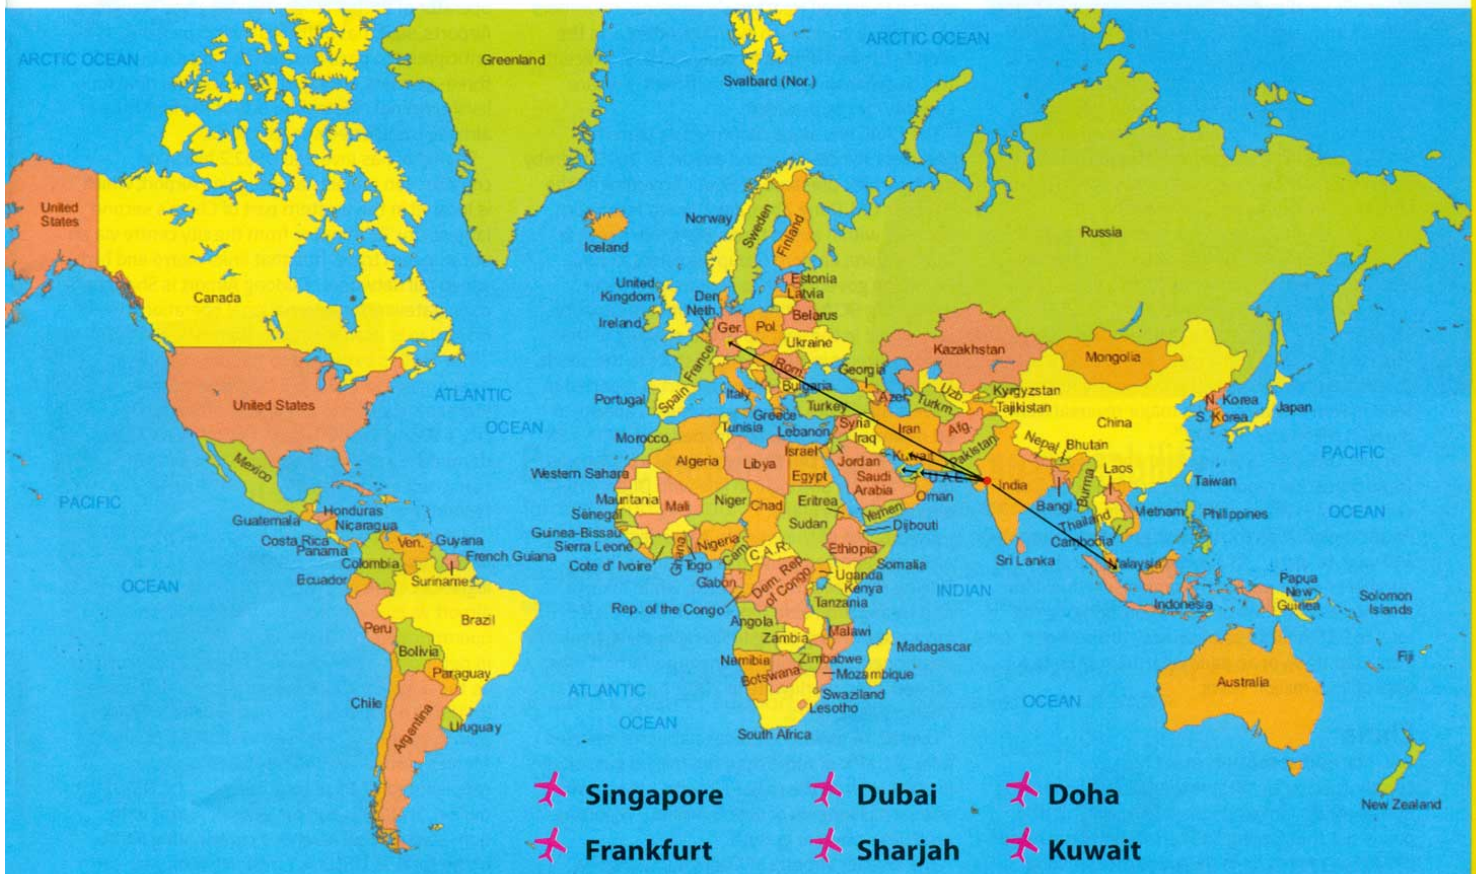 ARCTIC OCEAN
Greenland
Svalbard (Nor.)
ARCTIC OCEAN
United
States
Canada
Iceland
Norway
Sweden
Finland
Russia
United
Kingdom
Ireland
Den.
Neth.
Estonia
Latvia
Belarus
Ger.
Pol.
Ukraine
France
Spain
Portugal
Rom.
Bulgaria
Italy
Greece
Georgia
Azer.
Turkey
Turkm.
Uzb.
Kazakhstan
Kyrgyzstan
Tajikistan
Mongolia
China
N. Korea
S. Korea
Japan
United States
ATLANTIC
OCEAN
Mexico
PACIFIC
OCEAN
Morocco
Western Sahara
Algeria
Tunisia
Libya
Lebanon
Israel
Egypt
Syria
Iraq
Iran
Afg.
Pakistan
Jordan
Kuwait
Saudi
Arabia
U.A.E.
Oman
Yemen
India
Nepal
Bhutan
Bangl.
Burma
Laos
Thailand
Vietnam
Cambodia
Taiwan
Philippines
PACIFIC
OCEAN
Mauntania
Mali
Niger
Chad
Sudan
Eritrea
Djibouti
Senegal
Guinea-Bissau
Sierra Leone
Cote d' Ivoire
Ghana
Togo
Nigeria
Cam.
C.A.R.
Ethiopia
Somalia
Uganda
Kenya
Gabon
Rep. of the Congo
Dem. Rep.
of Congo
Tanzania
Angola
Zambia
Malawi
Madagascar
Nemibia
Botswana
Zimbabwe
Mozambique
Swaziland
Lesotho
South Africa
Honduras
Guatemala
Nicaragua
Costa Rica
Panama
Ven.
Guyana
French Guiana
Colombia
Suriname
Ecuador
Peru
Brazil
Bolivia
Paraguay
Chile
Argentina
Uruguay
ATLANTIC
OCEAN
Sri Lanka
INDIAN
OCEAN
Malaysia
Indonesia
Papua
New
Guinea
Solomon
Islands
Fiji
Australia
New Zealand
Singapore
Dubai
Doha
Frankfurt
Sharjah
Kuwait